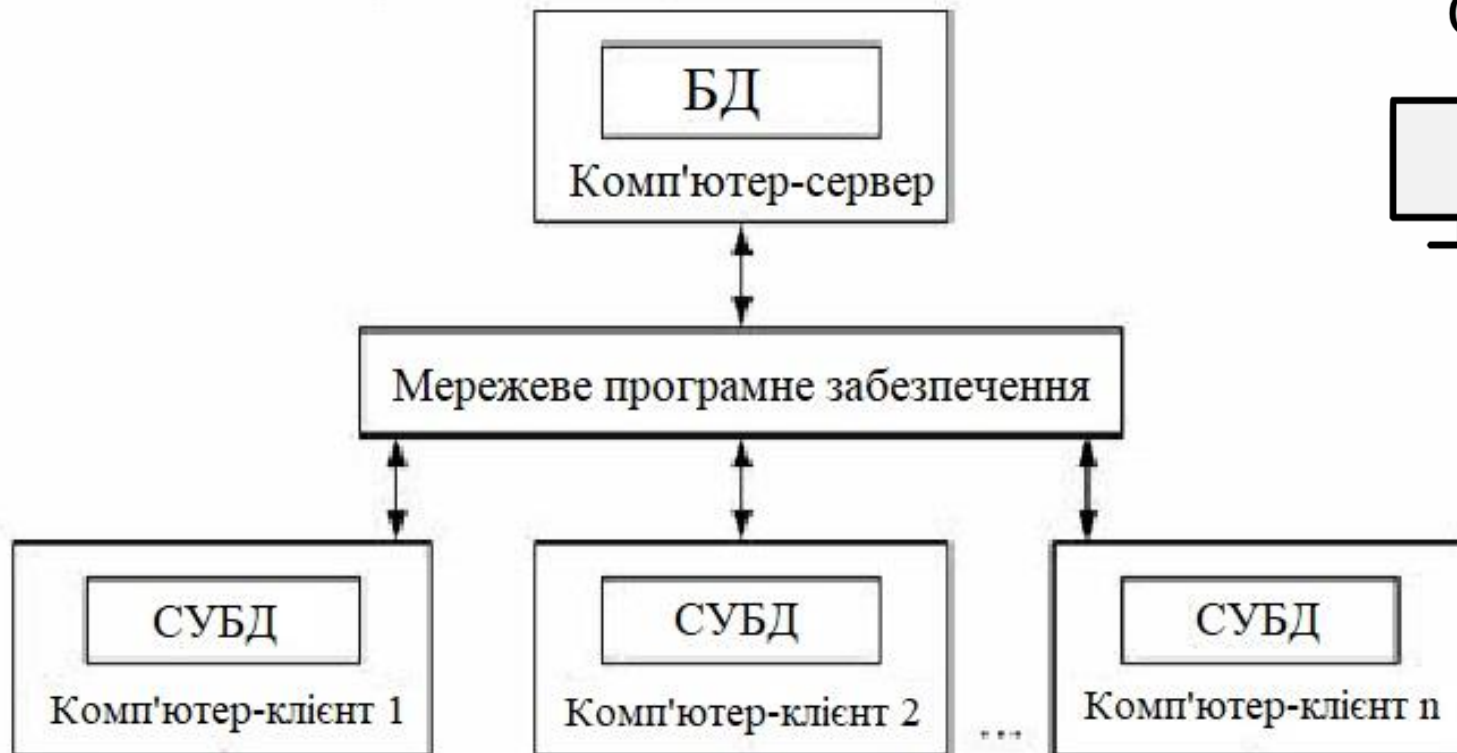 БД
Комп'ютер-сервер
Мережеве програмне забезпечення
СУБД
СУБД
СУБД
Комп'ютер-клієнт 1
Комп'ютер-клієнт 2
...
Комп'ютер-клієнт n